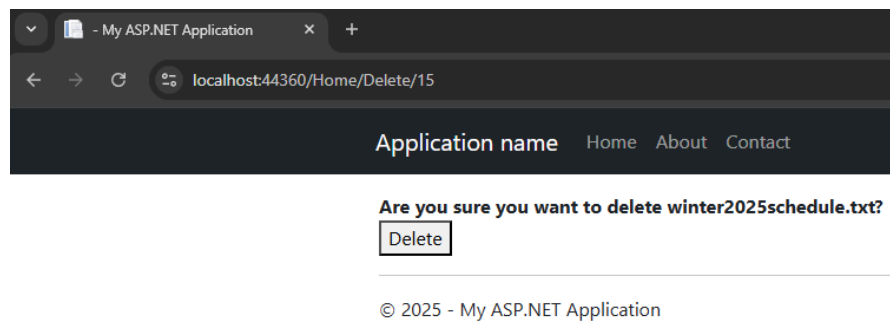 - My ASP.NET Application
localhost:44360/Home/Delete/15
Application name Home About Contact
Are you sure you want to delete winter2025schedule.txt?
Delete
© 2025 - My ASP.NET Application